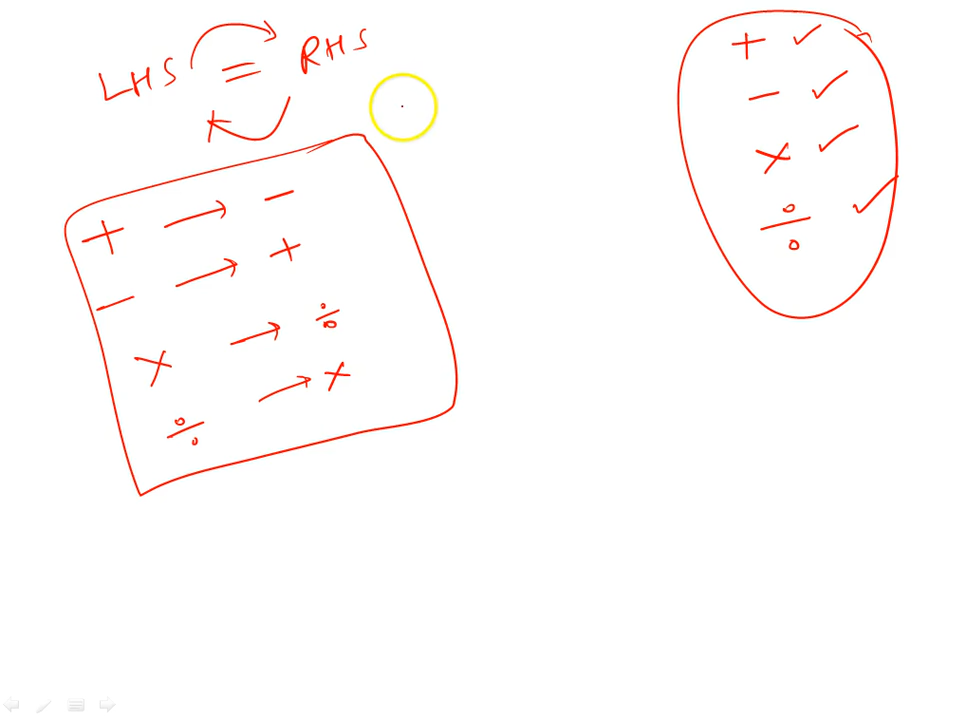 LHS = RHS
+ → −
− → +
× → ÷
÷ → ×
+ ✓
− ✓
× ✓
÷ ✓